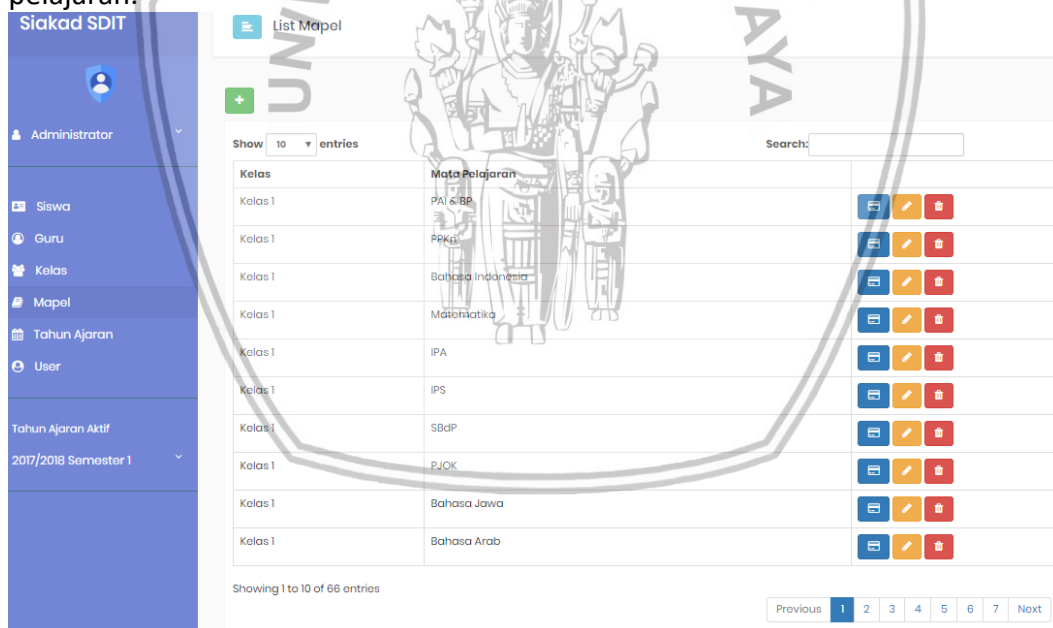 pelajaran.
Siakad SDIT
List Mapel
UNIV
AYA
+
Administrator
Show 10 entries
Search:
Kelas Mata Pelajaran
Kelas 1 PAI & BP
Siswa
Kelas 1 PPKn
Guru
Kelas 1 Bahasa Indonesia
Kelas
Mapel
Kelas 1 Matematika
Tahun Ajaran
Kelas 1 IPA
User
Kelas 1 IPS
Tahun Ajaran Aktif
Kelas 1 SBdP
2017/2018 Semester 1
Kelas 1 PJOK
Kelas 1 Bahasa Jawa
Kelas 1 Bahasa Arab
Showing 1 to 10 of 66 entries
Previous 1 2 3 4 5 6 7 Next